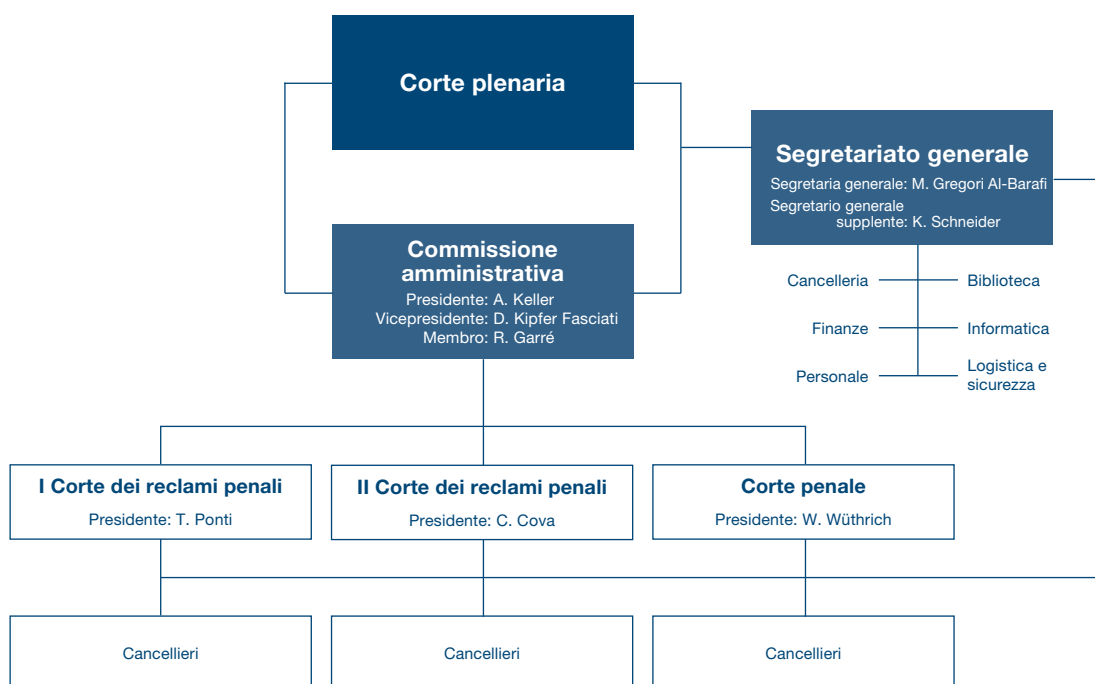 Corte plenaria
Segretariato generale
Segretaria generale: M. Gregori Al-Barafi
Segretario generale
supplente: K. Schneider
Commissione
amministrativa
Presidente: A. Keller
Vicepresidente: D. Kipfer Fasciati
Membro: R. Garré
Cancelleria
Biblioteca
Finanze
Informatica
Personale
Logistica e
sicurezza
I Corte dei reclami penali
Presidente: T. Ponti
II Corte dei reclami penali
Presidente: C. Cova
Corte penale
Presidente: W. Wüthrich
Cancellieri
Cancellieri
Cancellieri